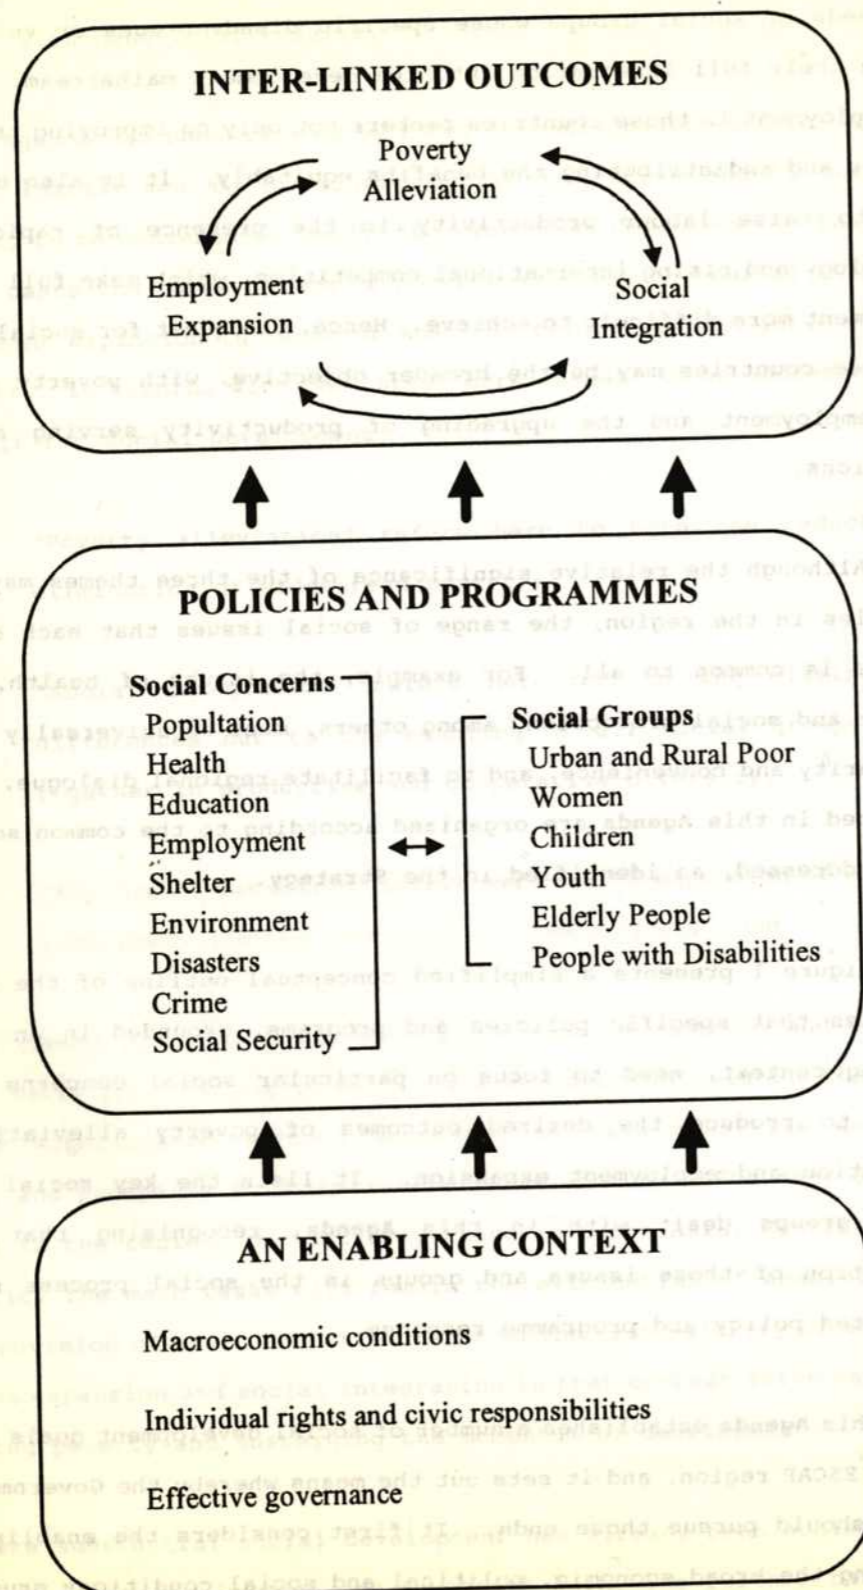 INTER-LINKED OUTCOMES
Poverty
Alleviation
Employment
Expansion
Social
Integration
POLICIES AND PROGRAMMES
Social Concerns
Popultation
Health
Education
Employment
Shelter
Environment
Disasters
Crime
Social Security
Social Groups
Urban and Rural Poor
Women
Children
Youth
Elderly People
People with Disabilities
AN ENABLING CONTEXT
Macroeconomic conditions
Individual rights and civic responsibilities
Effective governance